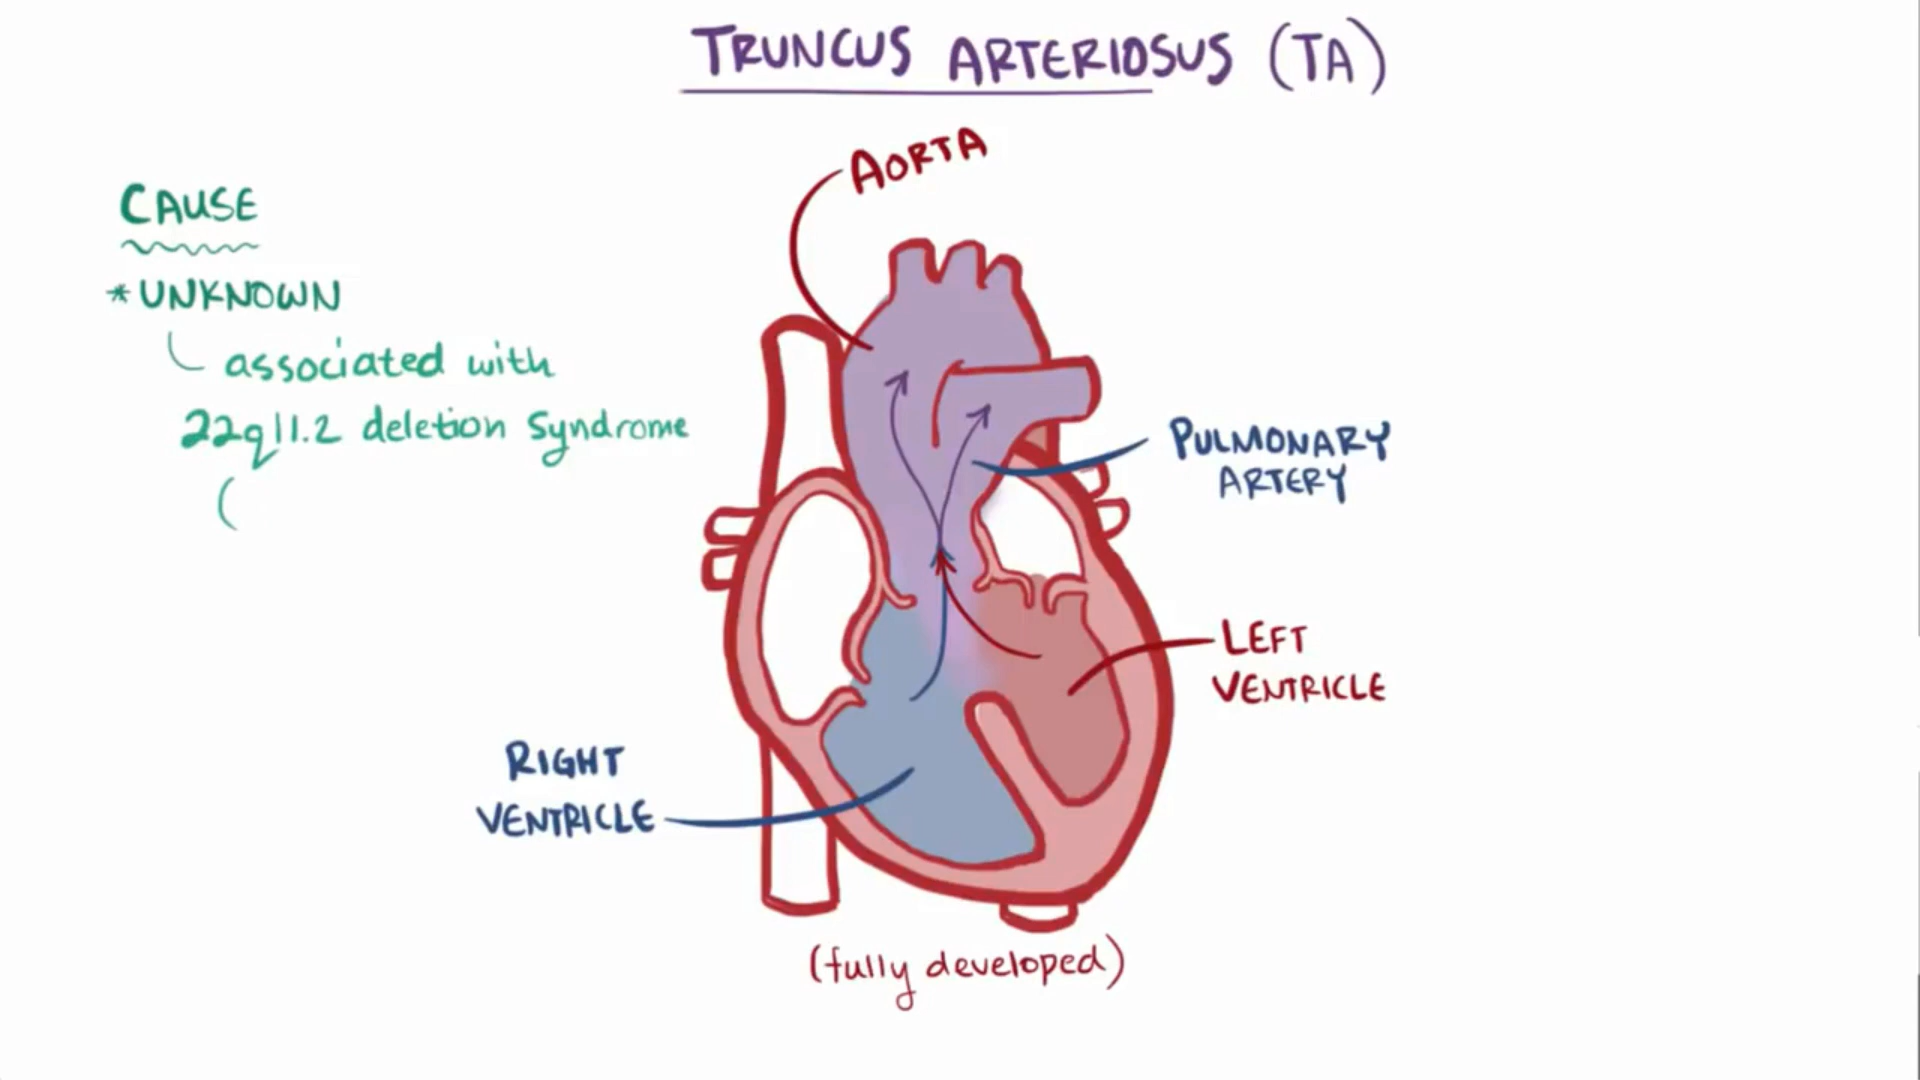 TRUNCUS ARTERIOSUS (TA)
AORTA
CAUSE
* UNKNOWN
associated with
22q11.2 deletion Syndrome
(
PULMONARY
ARTERY
LEFT
VENTRICLE
RIGHT
VENTRICLE
(fully developed)